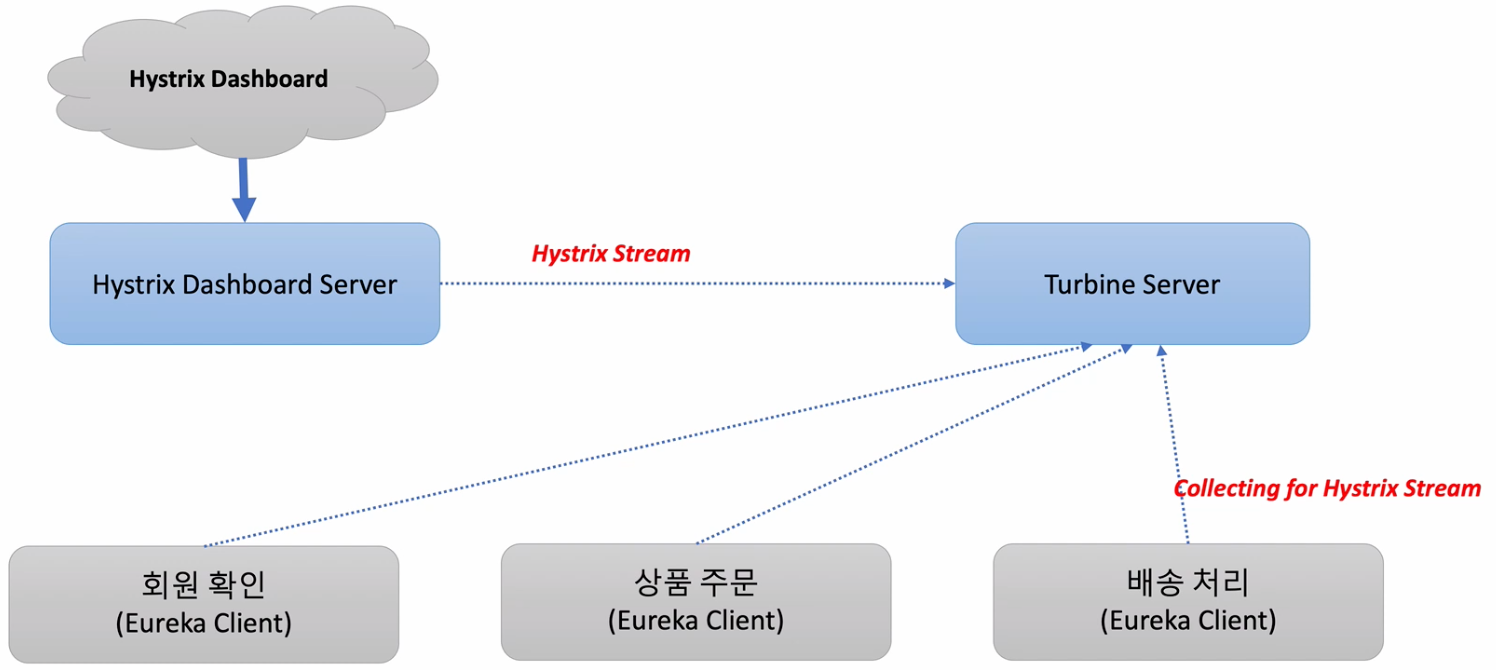 Hystrix Dashboard
Hystrix Stream
Hystrix Dashboard Server
Turbine Server
Collecting for Hystrix Stream
회원 확인
(Eureka Client)
상품 주문
(Eureka Client)
배송 처리
(Eureka Client)